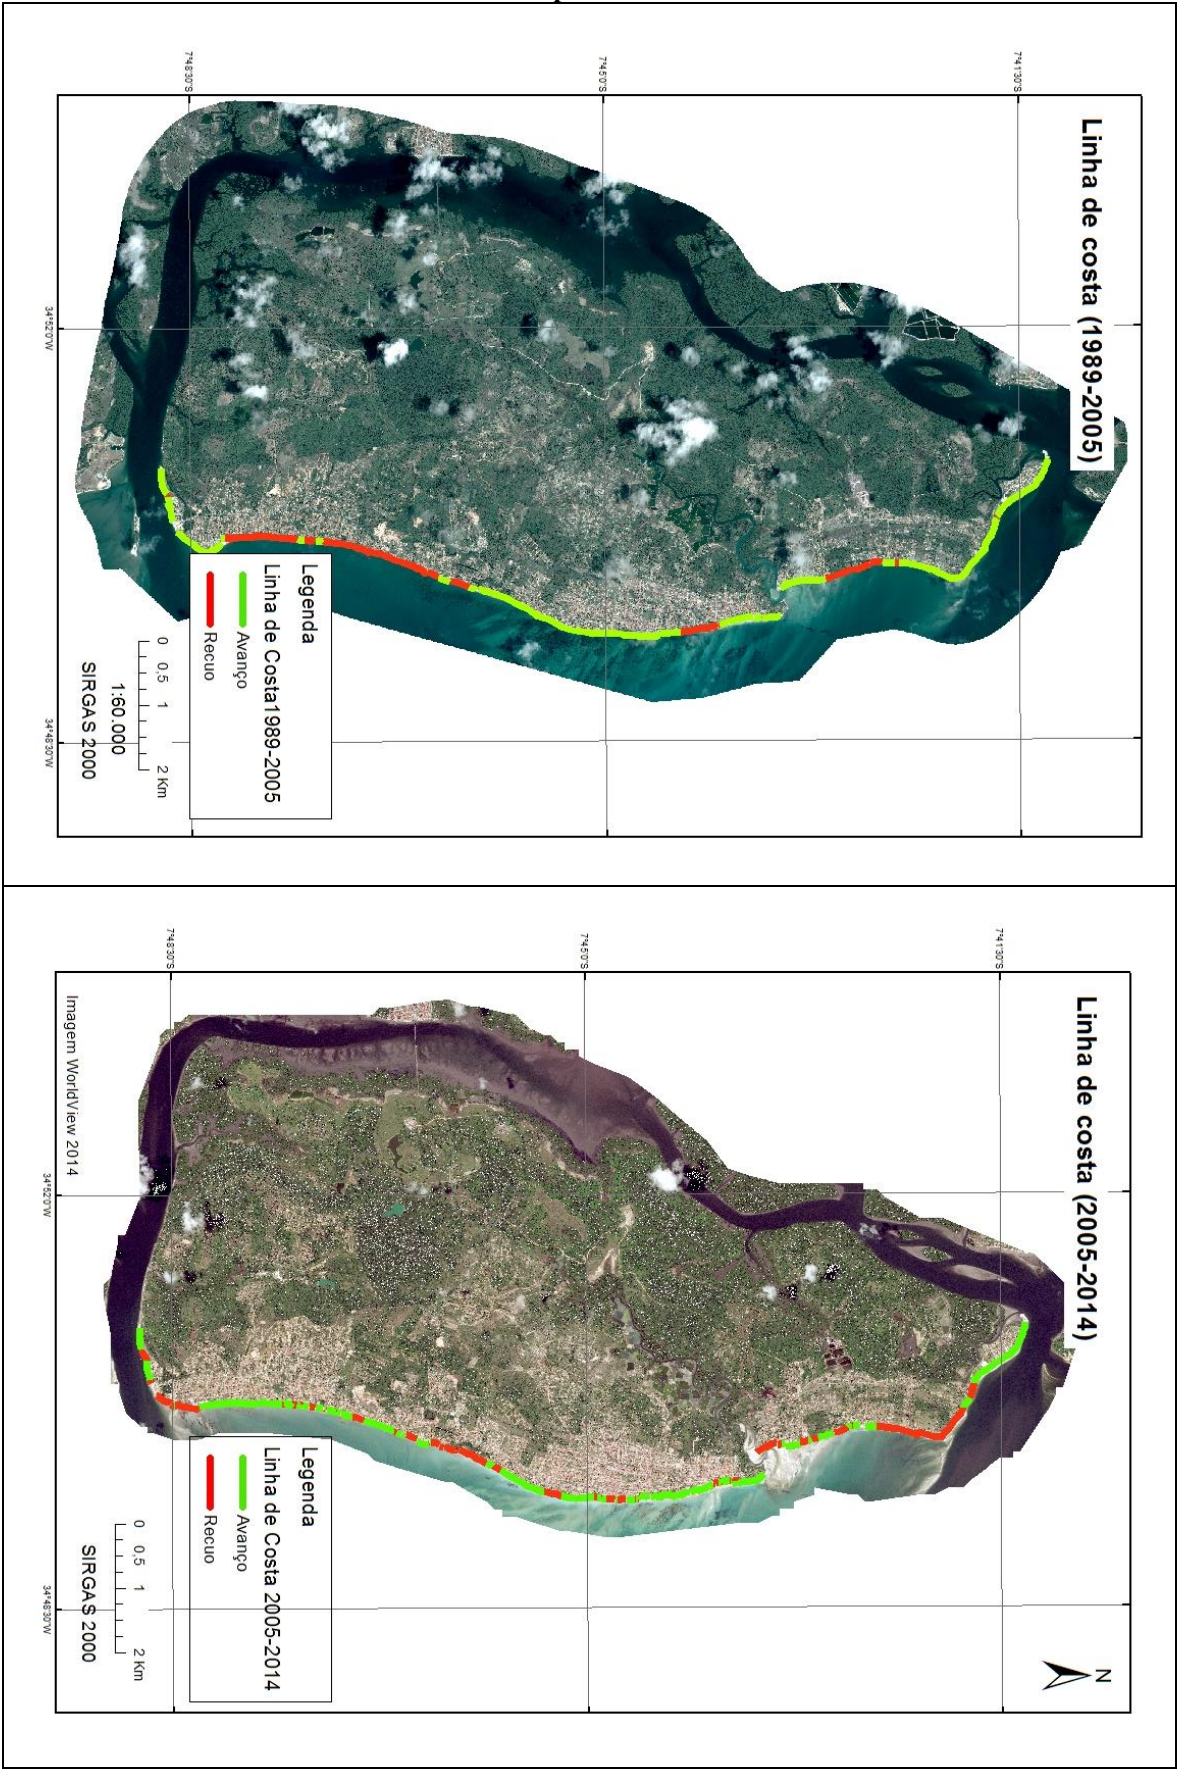 Linha de costa (1989-2005)
7°48'30"S
7°45'0"S
7°41'30"S
34°52'0"W
34°48'30"W
Legenda
Linha de Costa1989-2005
Avanço
Recuo
0 0,5 1 2 Km
1:60.000
SIRGAS 2000
Linha de costa (2005-2014)
7°48'30"S
7°45'0"S
7°41'30"S
Imagem WorldView 2014
34°52'0"W
34°48'30"W
Legenda
Linha de Costa 2005-2014
Avanço
Recuo
0 0,5 1 2 Km
SIRGAS 2000
N